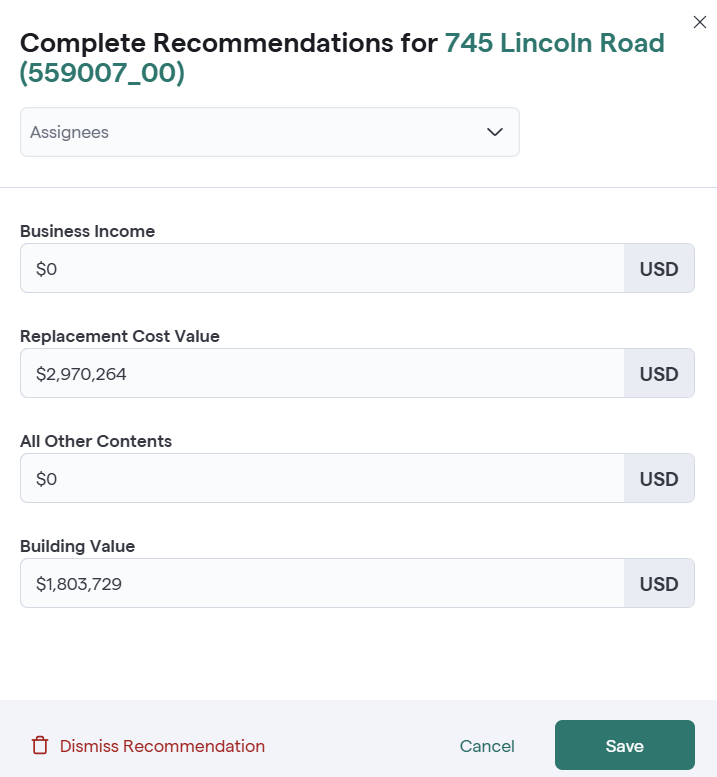 Complete Recommendations for 745 Lincoln Road
(559007_00)
Assignees
Business Income
$0 USD
Replacement Cost Value
$2,970,264 USD
All Other Contents
$0 USD
Building Value
$1,803,729 USD
Dismiss Recommendation Cancel Save